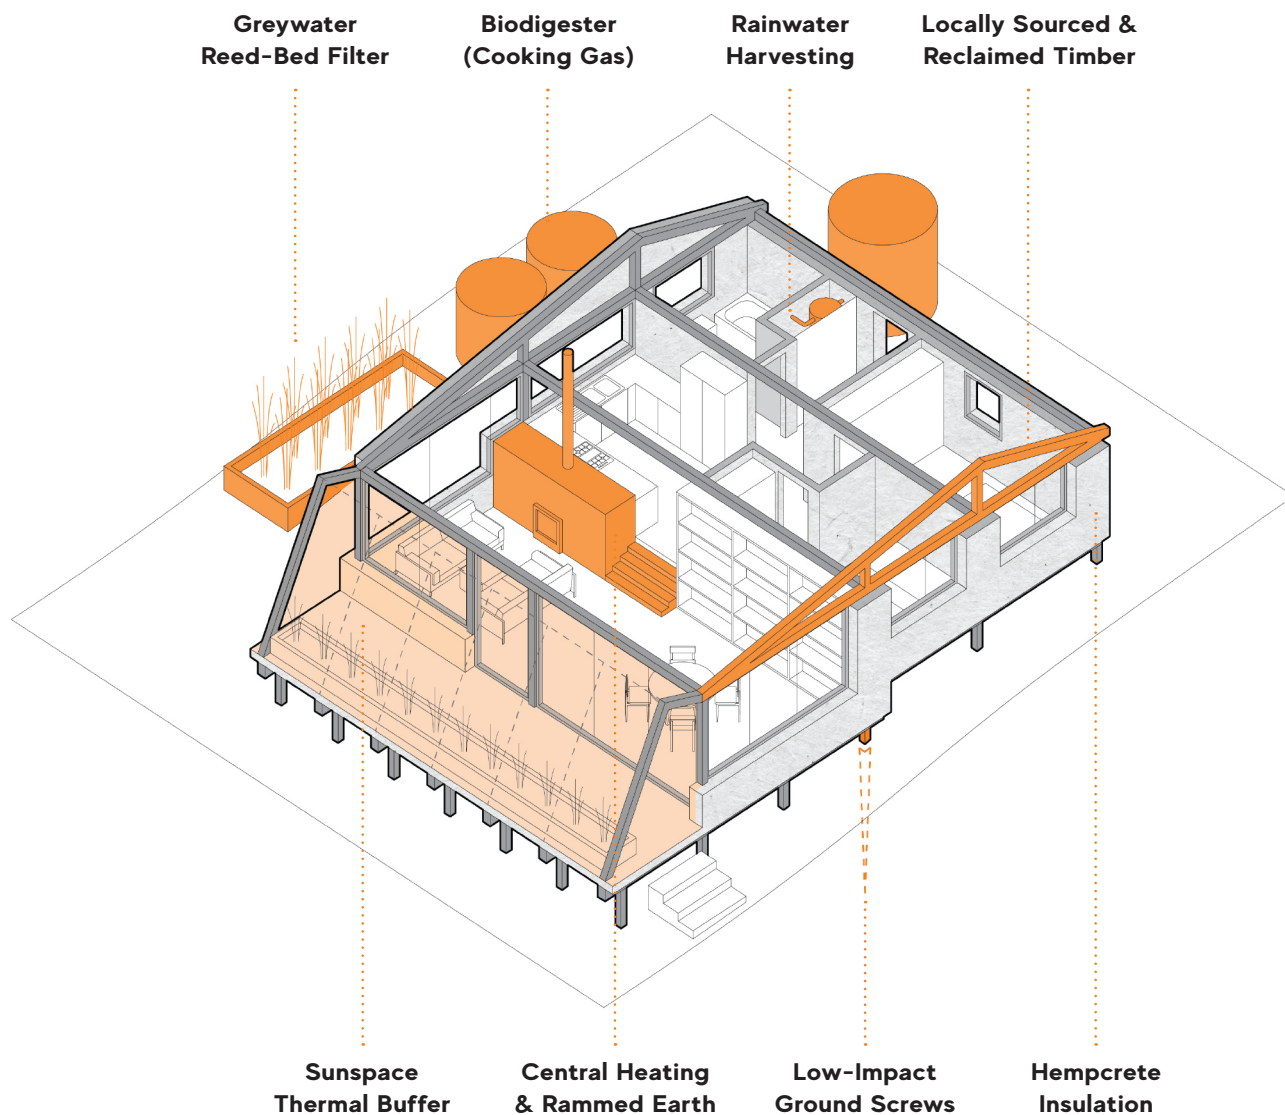 Greywater
Reed-Bed Filter
Biodigester
(Cooking Gas)
Rainwater
Harvesting
Locally Sourced &
Reclaimed Timber
Sunspace
Thermal Buffer
Central Heating
& Rammed Earth
Low-Impact
Ground Screws
Hempcrete
Insulation